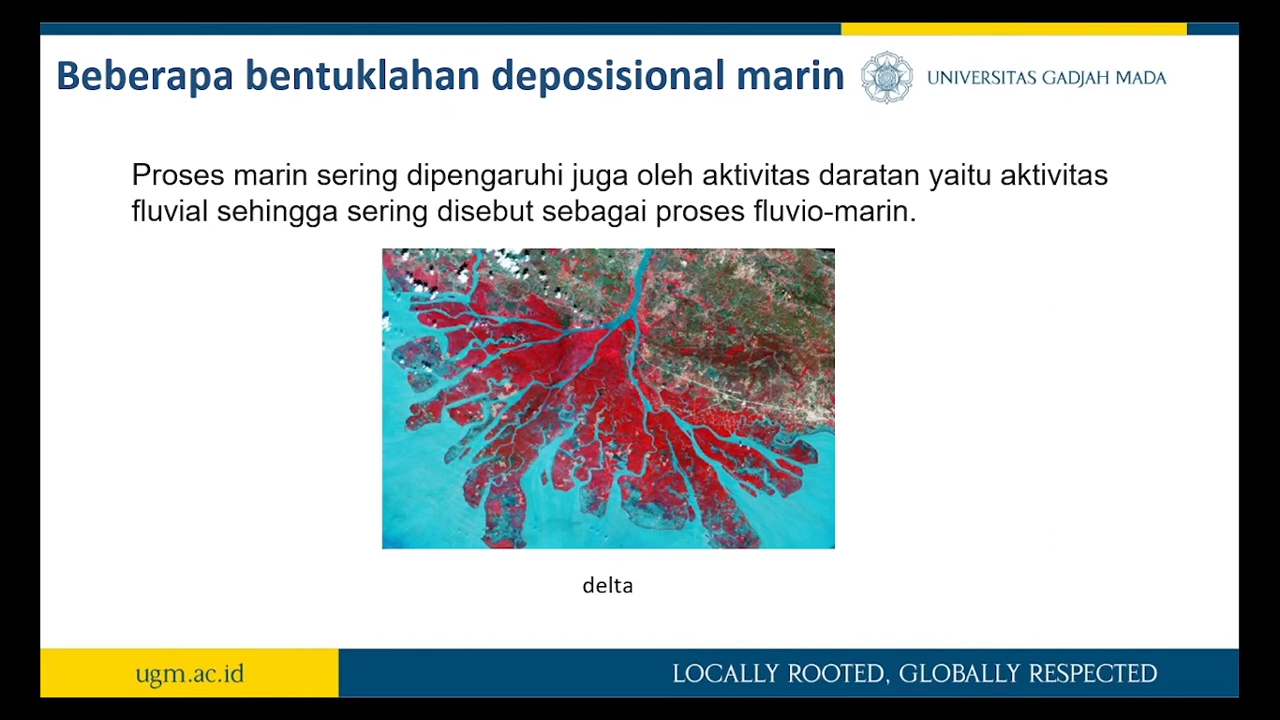 Beberapa bentuklahan deposisional marin
UNIVERSITAS GADJAH MADA
Proses marin sering dipengaruhi juga oleh aktivitas daratan yaitu aktivitas
fluvial sehingga sering disebut sebagai proses fluvio-marin.
delta
ugm.ac.id
LOCALLY ROOTED, GLOBALLY RESPECTED